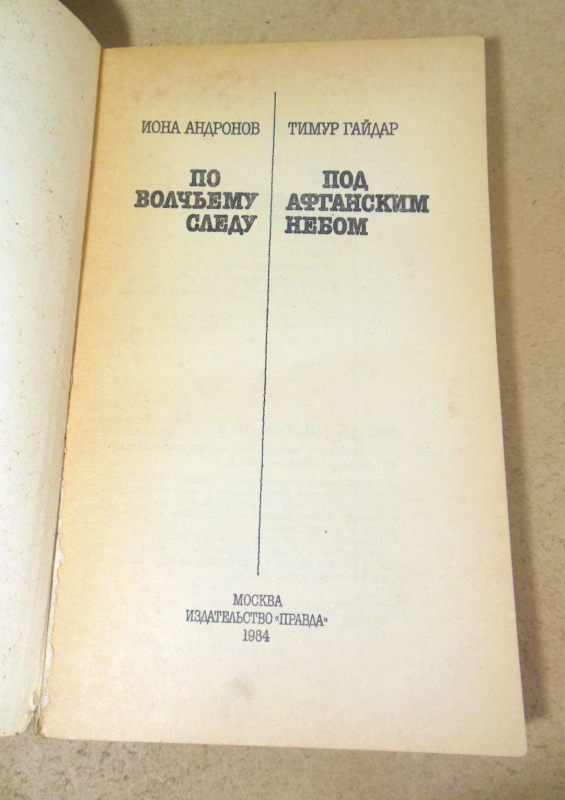 ИОНА АНДРОНОВ
ПО
ВОЛЧЬЕМУ
СЛЕДУ
ТИМУР ГАЙДАР
ПОД
АФГАНСКИМ
НЕБОМ
МОСКВА
ИЗДАТЕЛЬСТВО «ПРАВДА»
1984